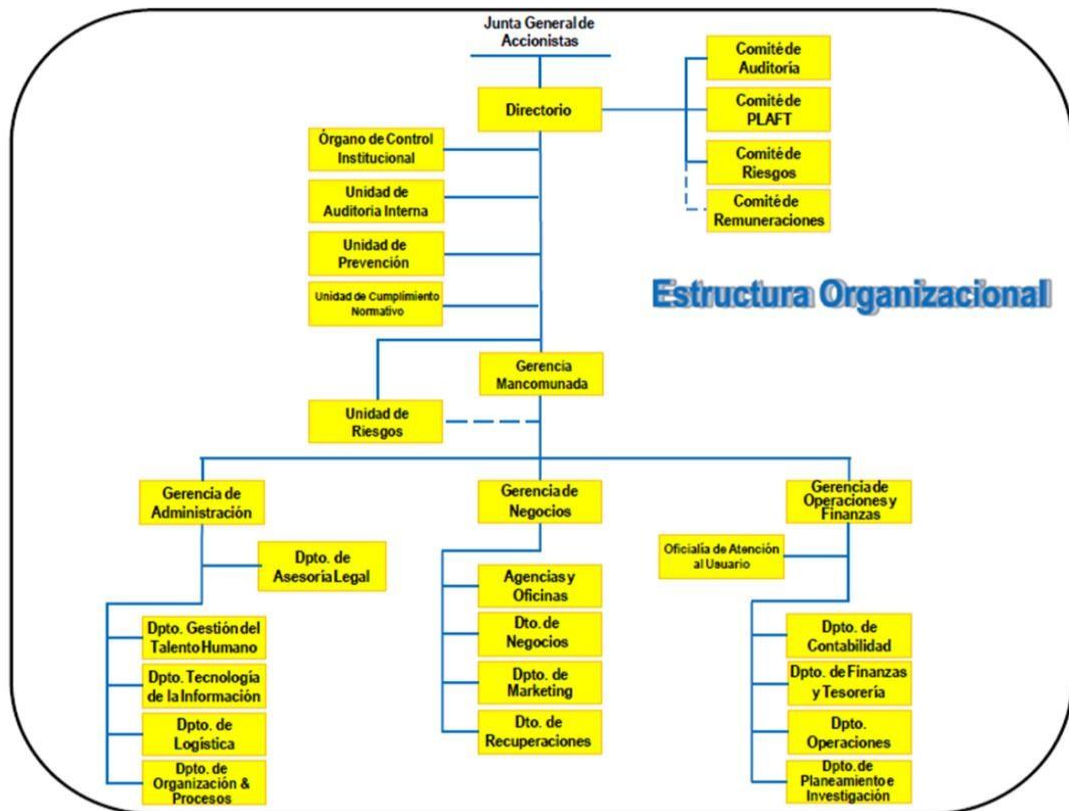 Junta General de
Accionistas
Directorio
Comité de
Auditoría
Comité de
PLAFT
Comité de
Riesgos
Comité de
Remuneraciones
Órgano de Control
Institucional
Unidad de
Auditoria Interna
Unidad de
Prevención
Unidad de Cumplimiento
Normativo
Estructura Organizacional
Gerencia
Mancomunada
Unidad de
Riesgos
Gerencia de
Administración
Gerencia de
Negocios
Gerencia de
Operaciones y
Finanzas
Dpto. de
Asesoría Legal
Dpto. Gestión del
Talento Humano
Dpto. Tecnología
de la Información
Dpto. de
Logística
Dpto. de
Organización &
Procesos
Agencias y
Oficinas
Dto. de
Negocios
Dpto. de
Marketing
Dto. de
Recuperaciones
Oficialía de Atención
al Usuario
Dpto. de
Contabilidad
Dpto. de Finanzas
y Tesorería
Dpto.
Operaciones
Dpto. de
Planeamiento e
Investigación